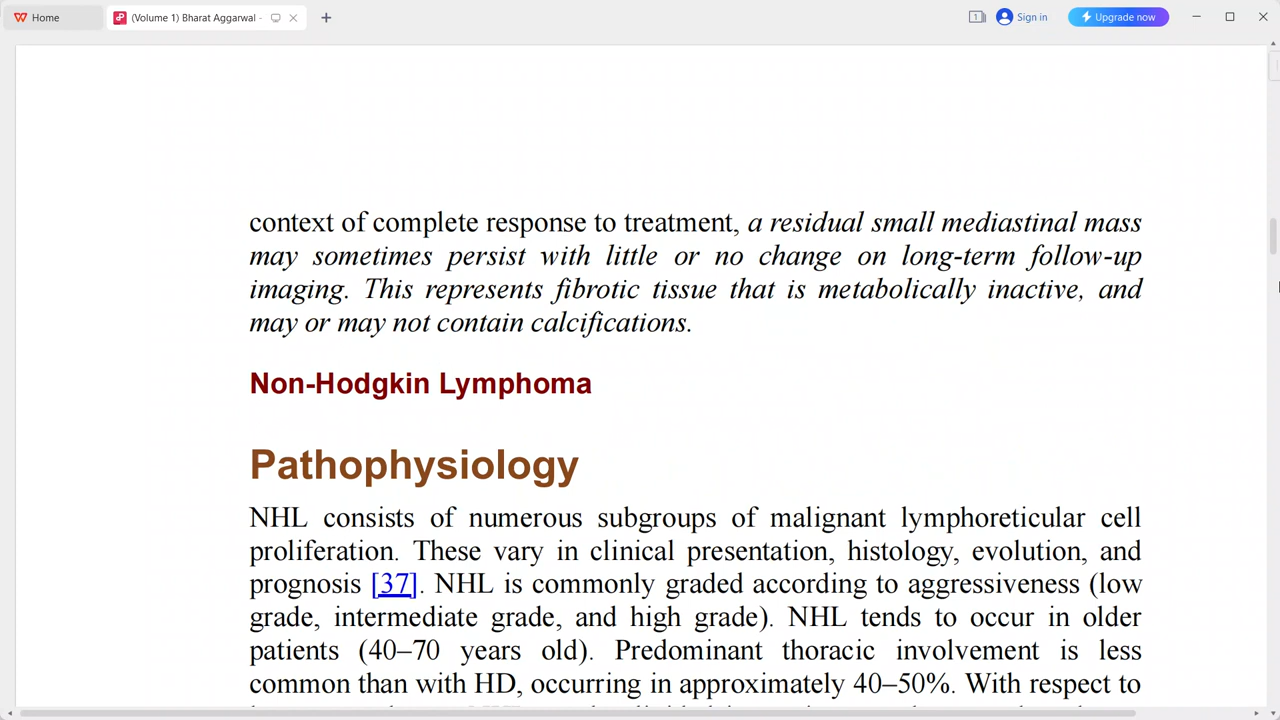 Home
(Volume 1) Bharat Aggarwal -
Sign in
Upgrade now
context of complete response to treatment, a residual small mediastinal mass
may sometimes persist with little or no change on long-term follow-up
imaging. This represents fibrotic tissue that is metabolically inactive, and
may or may not contain calcifications.
Non-Hodgkin Lymphoma
Pathophysiology
NHL consists of numerous subgroups of malignant lymphoreticular cell
proliferation. These vary in clinical presentation, histology, evolution, and
prognosis [37]. NHL is commonly graded according to aggressiveness (low
grade, intermediate grade, and high grade). NHL tends to occur in older
patients (40–70 years old). Predominant thoracic involvement is less
common than with HD, occurring in approximately 40–50%. With respect to